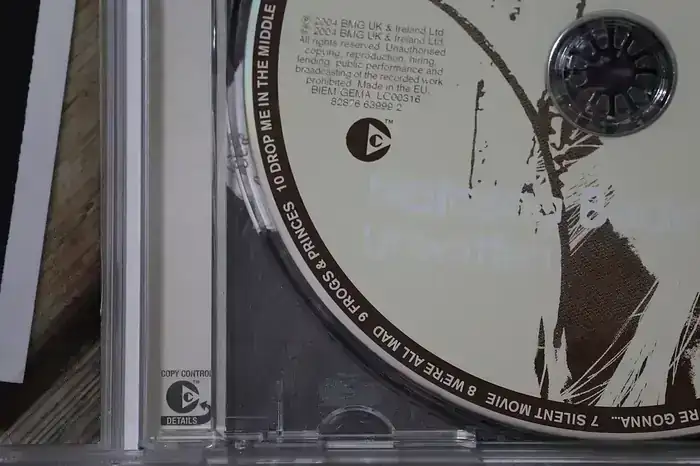 ℗ 2004 BMG UK & Ireland Ltd.
© 2004 BMG UK & Ireland Ltd.
All rights reserved. Unauthorised
copying, reproduction, hiring,
lending, public performance and
broadcasting of the recorded work
prohibited. Made in the EU.
BIEM/GEMA. LC00316
82876 63999 2
TM
RE GONNA... 7 SILENT MOVIE 8 WE'RE ALL MAD 9 FROGS & PRINCES 10 DROP ME IN THE MIDDLE
COPY CONTROL
TM
DETAILS